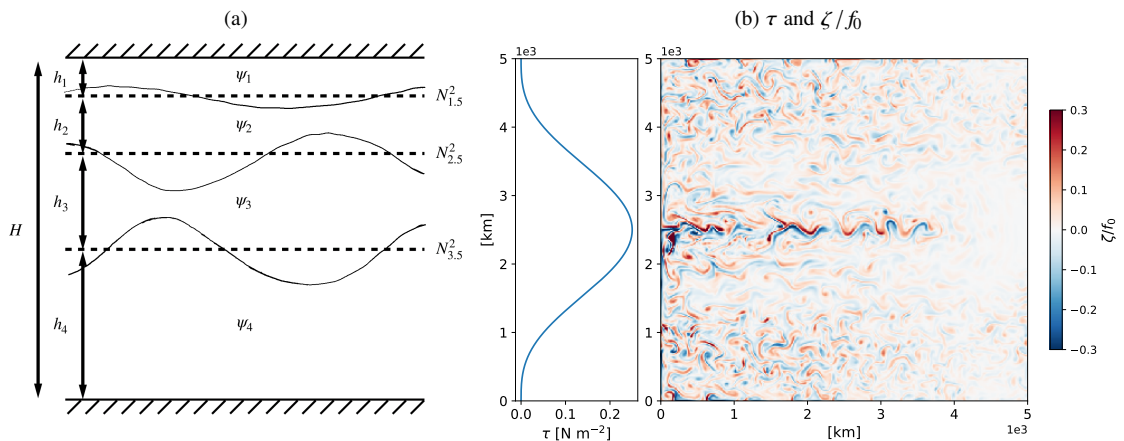 (a)
(b) τ and ζ/f₀
H
h₁
h₂
h₃
h₄
ψ₁
ψ₂
ψ₃
ψ₄
N²₁.₅
N²₂.₅
N²₃.₅
1e3
5
4
3
2
1
0
[km]
0.0 0.1 0.2
τ [N m⁻²]
1e3
5
4
3
2
1
0
0 1 2 3 4 5
1e3
[km]
0.3
0.2
0.1
0.0
−0.1
−0.2
−0.3
ζ/f₀